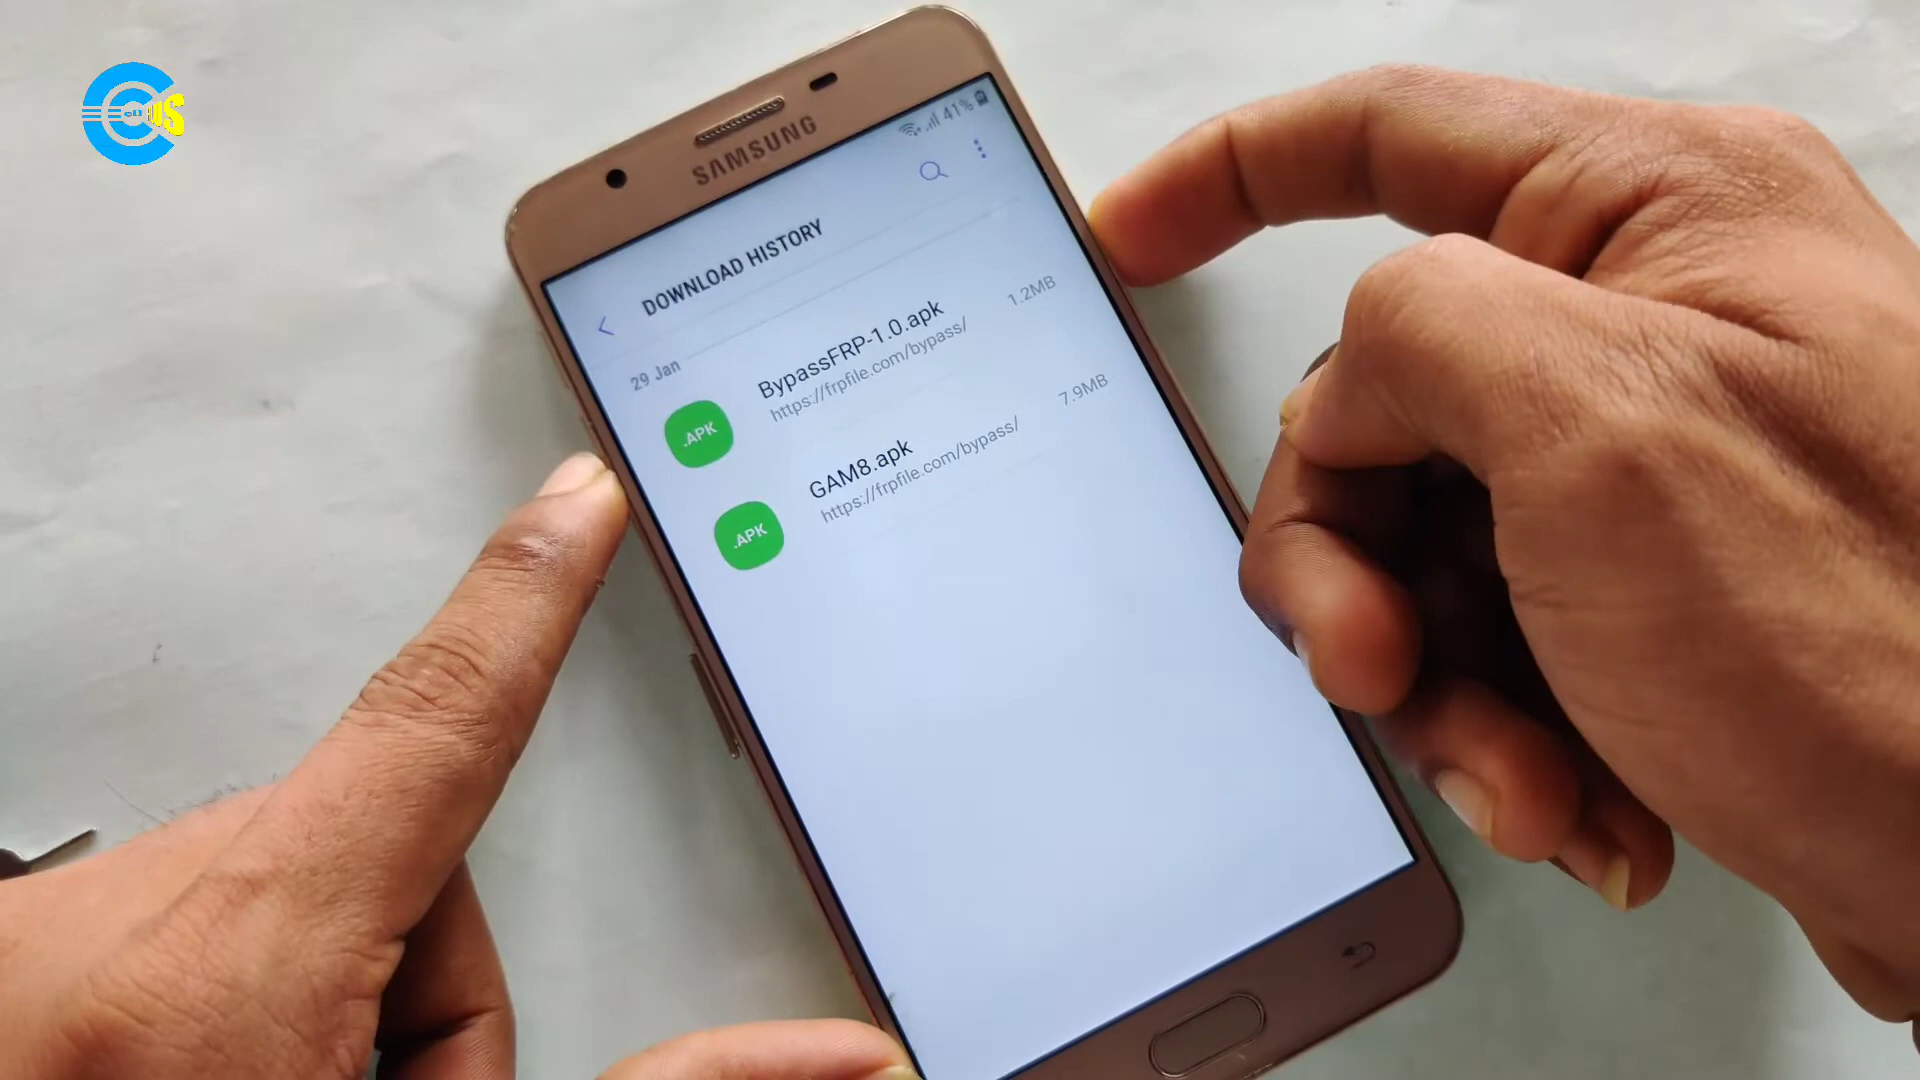 SAMSUNG
41%
DOWNLOAD HISTORY
29 Jan
BypassFRP-1.0.apk
1.2MB
https://frpfile.com/bypass/
.APK
GAM8.apk
7.9MB
https://frpfile.com/bypass/
.APK